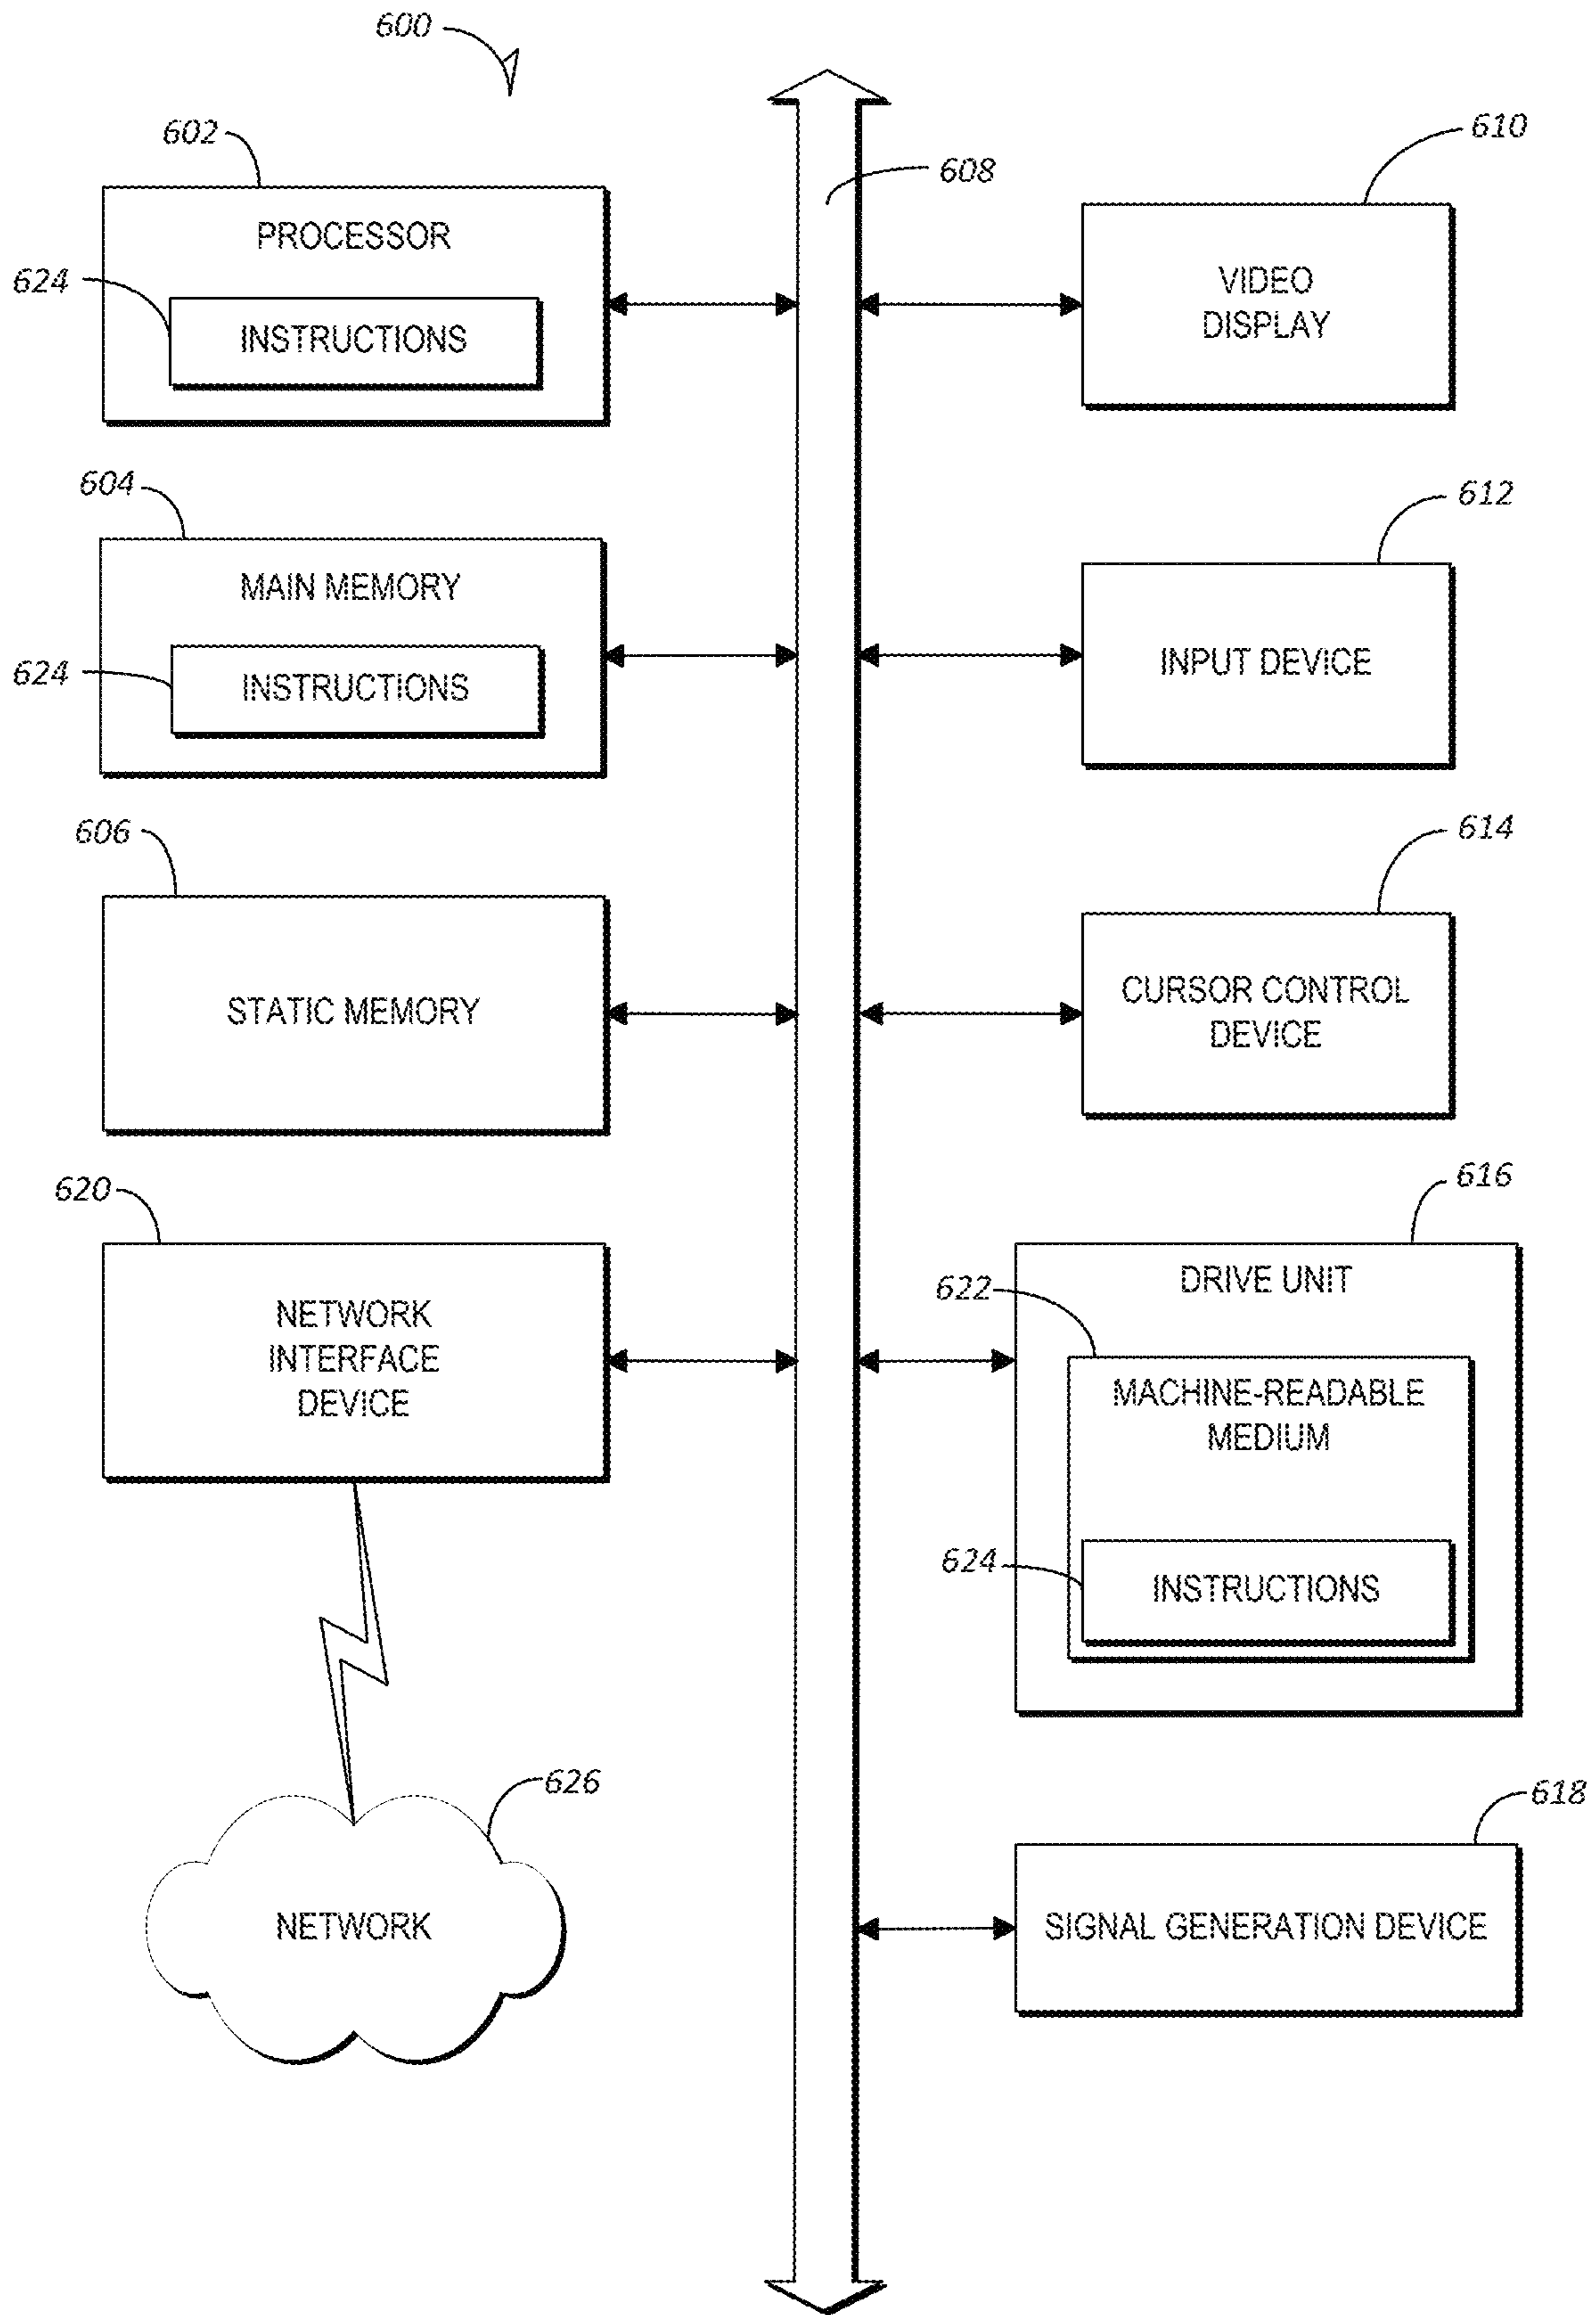 600
602
PROCESSOR
624
INSTRUCTIONS
604
MAIN MEMORY
624
INSTRUCTIONS
606
STATIC MEMORY
620
NETWORK
INTERFACE
DEVICE
626
NETWORK
608
610
VIDEO
DISPLAY
612
INPUT DEVICE
614
CURSOR CONTROL
DEVICE
616
DRIVE UNIT
622
MACHINE-READABLE
MEDIUM
624
INSTRUCTIONS
618
SIGNAL GENERATION DEVICE